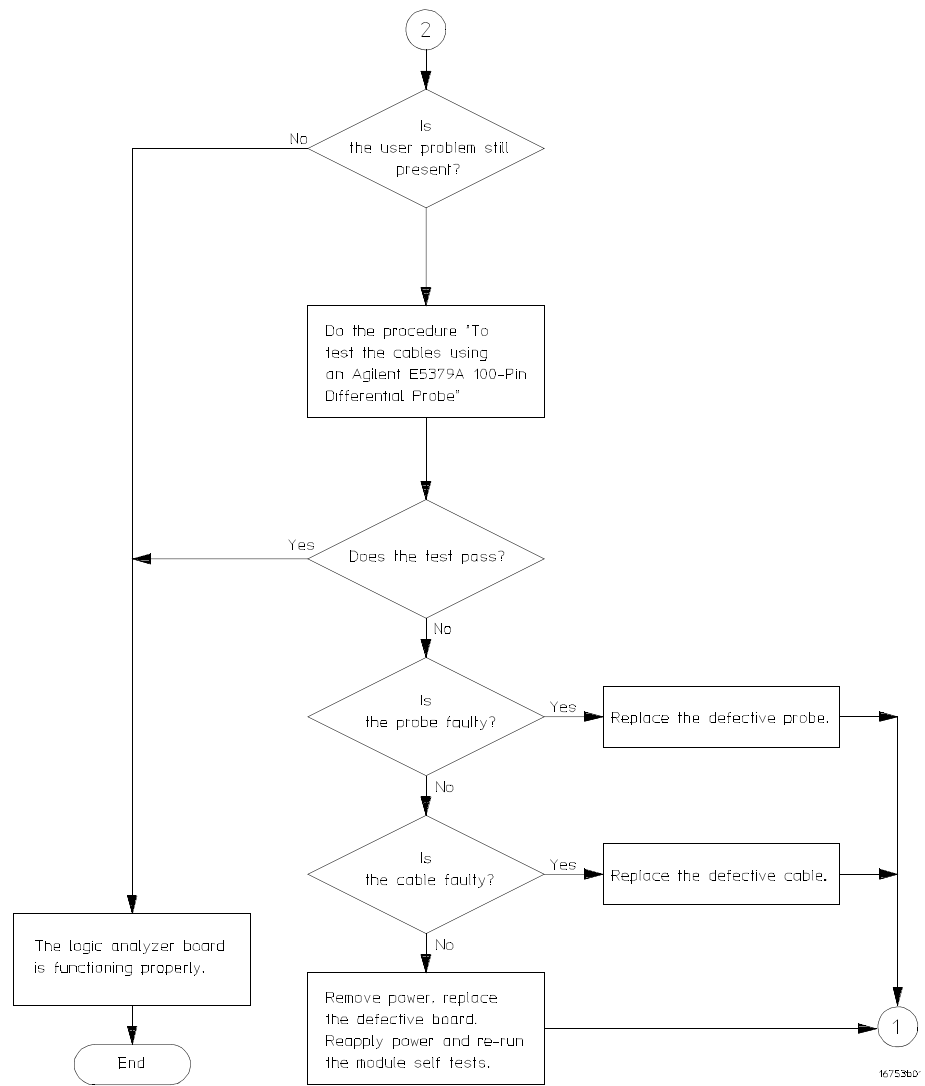 2
Is
the user problem still
present?
No
Do the procedure "To
test the cables using
an Agilent E5379A 100-Pin
Differential Probe"
Does the test pass?
Yes
No
Is
the probe faulty?
Yes
Replace the defective probe.
No
Is
the cable faulty?
Yes
Replace the defective cable.
No
The logic analyzer board
is functioning properly.
End
Remove power, replace
the defective board.
Reapply power and re-run
the module self tests.
1